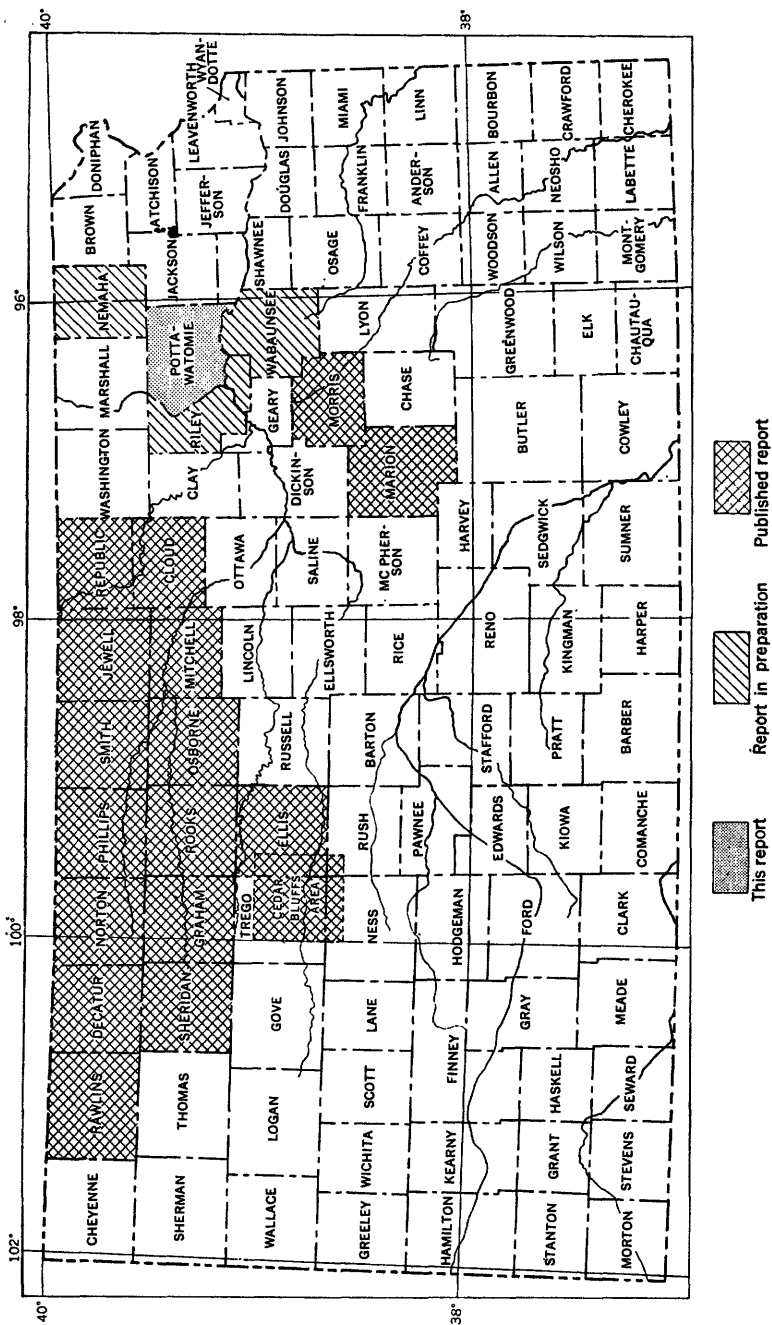 102°
100°
98°
96°
40°
40°
38°
38°
CHEYENNE
RAWLINS
DECATUR
NORTON
PHILLIPS
SMITH
JEWELL
REPUBLIC
WASHINGTON
MARSHALL
NEMAHA
BROWN
DONIPHAN
SHERMAN
THOMAS
SHERIDAN
GRAHAM
ROOKS
OSBORNE
MITCHELL
CLOUD
CLAY
RILEY
POTTA-
WATOMIE
JACKSON
ATCHISON
JEFFER-
SON
LEAVENWORTH
WYAN-
DOTTE
WALLACE
LOGAN
GOVE
TREGO
CEDAR
BLUFFS
AREA
ELLIS
RUSSELL
LINCOLN
OTTAWA
SALINE
DICKIN-
SON
GEARY
WABAUNSEE
SHAWNEE
DOUGLAS
JOHNSON
GREELEY
WICHITA
SCOTT
LANE
NESS
RUSH
BARTON
ELLSWORTH
RICE
MC PHER-
SON
MARION
MORRIS
CHASE
LYON
OSAGE
FRANKLIN
MIAMI
COFFEY
ANDER-
SON
LINN
HAMILTON
KEARNY
FINNEY
HODGEMAN
PAWNEE
EDWARDS
STAFFORD
RENO
HARVEY
SEDGWICK
BUTLER
GREENWOOD
WOODSON
ALLEN
BOURBON
STANTON
GRANT
HASKELL
GRAY
FORD
KIOWA
PRATT
KINGMAN
ELK
WILSON
NEOSHO
CRAWFORD
MORTON
STEVENS
SEWARD
MEADE
CLARK
COMANCHE
BARBER
HARPER
SUMNER
COWLEY
CHAUTAU-
QUA
MONT-
GOMERY
LABETTE
CHEROKEE
This report
Report in preparation
Published report